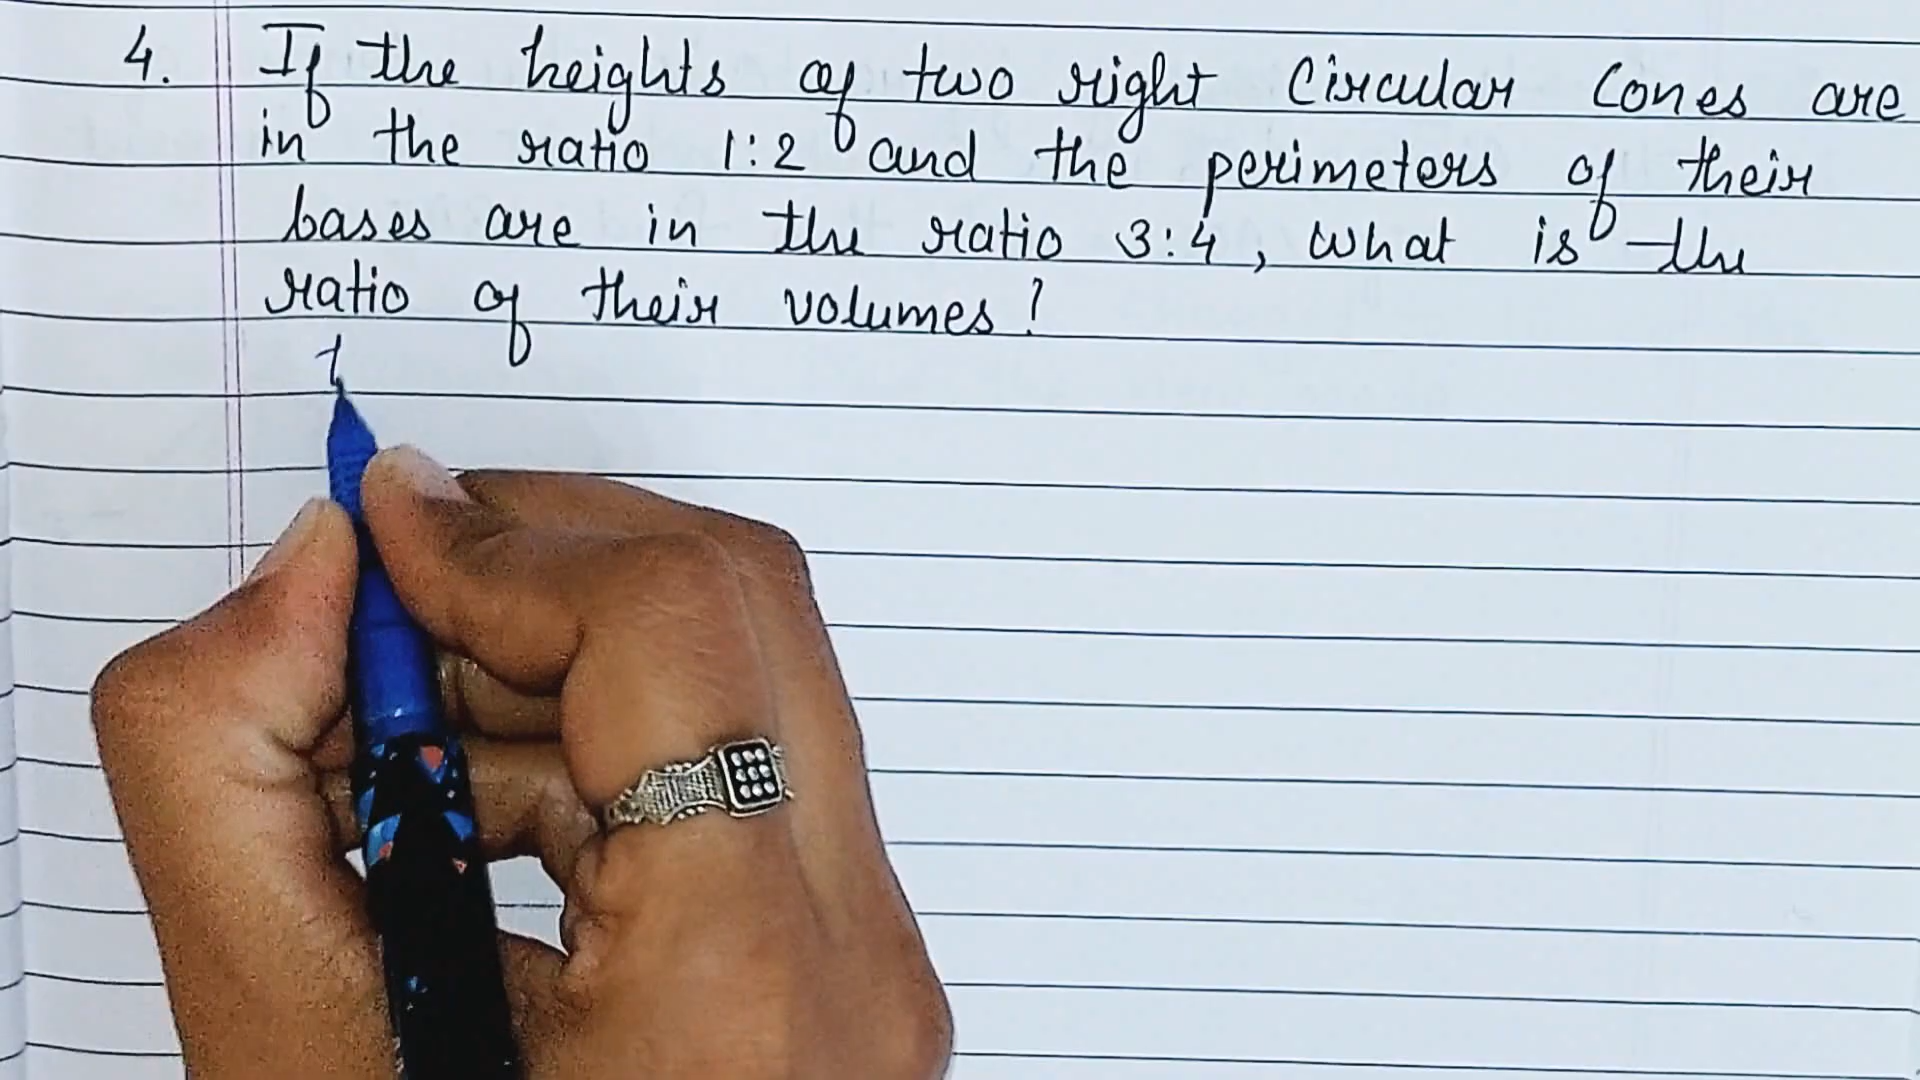 4. If the heights of two right Circular Cones are
in the ratio 1:2 and the perimeters of their
bases are in the ratio 3:4, what is the
ratio of their volumes?